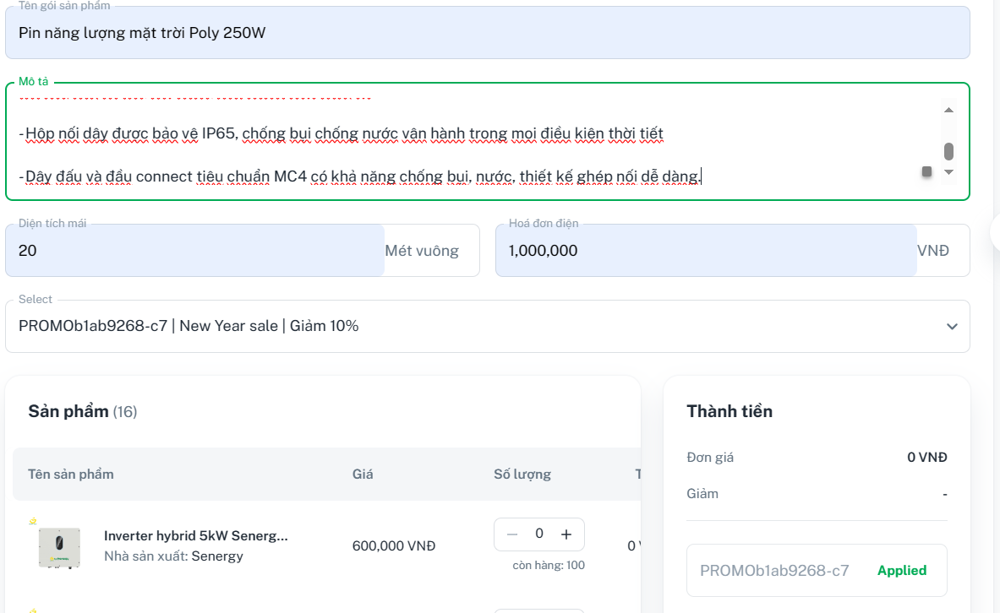 Tên gói sản phẩm
Pin năng lượng mặt trời Poly 250W
Mô tả
-Hộp nối dây được bảo vệ IP65, chống bụi chống nước vận hành trong mọi điều kiện thời tiết
-Dây đấu và đầu connect tiêu chuẩn MC4 có khả năng chống bụi, nước, thiết kế ghép nối dễ dàng.
Diện tích mái
Hoá đơn điện
20
Mét vuông
1,000,000
VNĐ
Select
PROMOb1ab9268-c7 | New Year sale | Giảm 10%
Sản phẩm (16)
Thành tiền
Đơn giá
0 VNĐ
Tên sản phẩm
Giá
Số lượng
Giảm
-
Inverter hybrid 5kW Senerg...
Nhà sản xuất: Senergy
600,000 VNĐ
0
còn hàng: 100
0
PROMOb1ab9268-c7
Applied